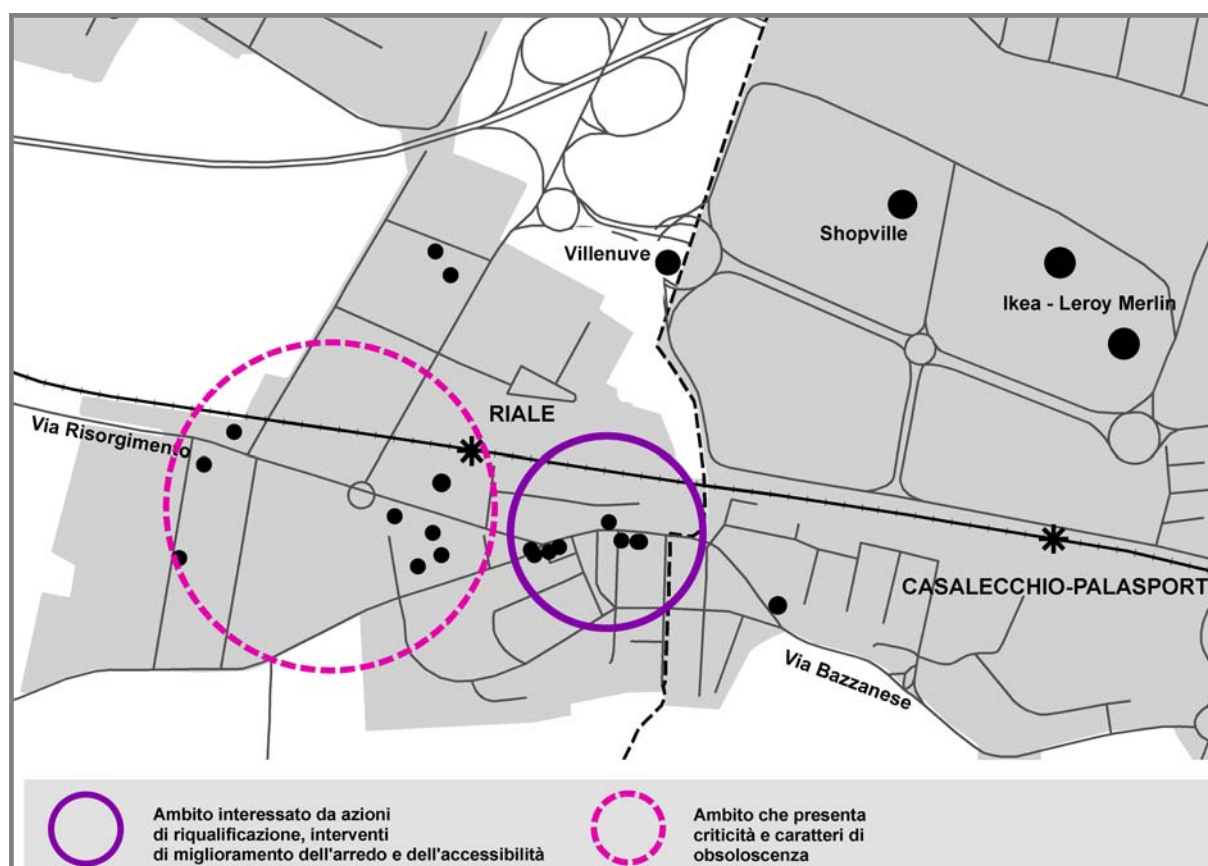 Shopville
Villenuve
Ikea - Leroy Merlin
RIALE
Via Risorgimento
CASALECCHIO-PALASPORT
Via Bazzanese
Ambito interessato da azioni
di riqualificazione, interventi
di miglioramento dell'arredo e dell'accessibilità
Ambito che presenta
criticità e caratteri di
obsoloscenza